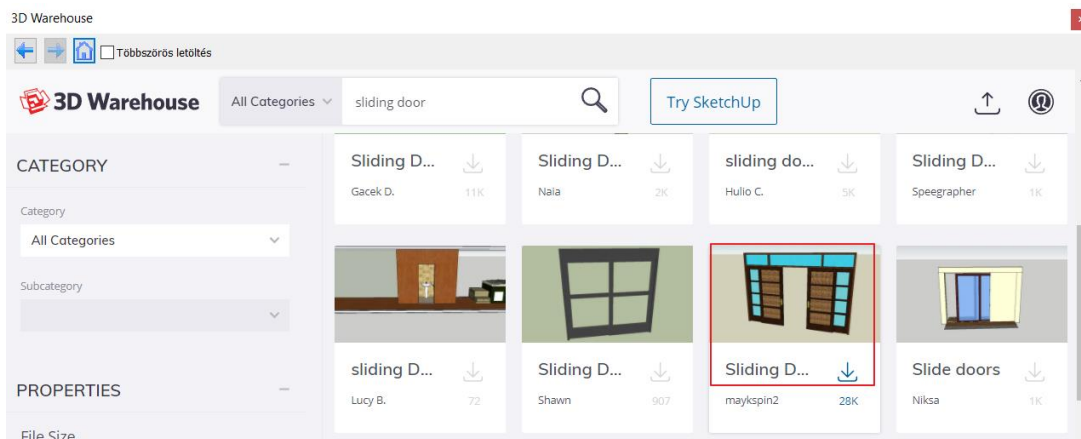 3D Warehouse
Többszörös letöltés
3D Warehouse
All Categories
sliding door
Try SketchUp
CATEGORY
Category
All Categories
Subcategory
PROPERTIES
File Size
Sliding D...
Gacek D.
11K
Sliding D...
Naia
2K
sliding do...
Hulio C.
5K
Sliding D...
Speegrapher
1K
sliding D...
Lucy B.
72
Sliding D...
Shawn
907
Sliding D...
maykspin2
28K
Slide doors
Niksa
1K